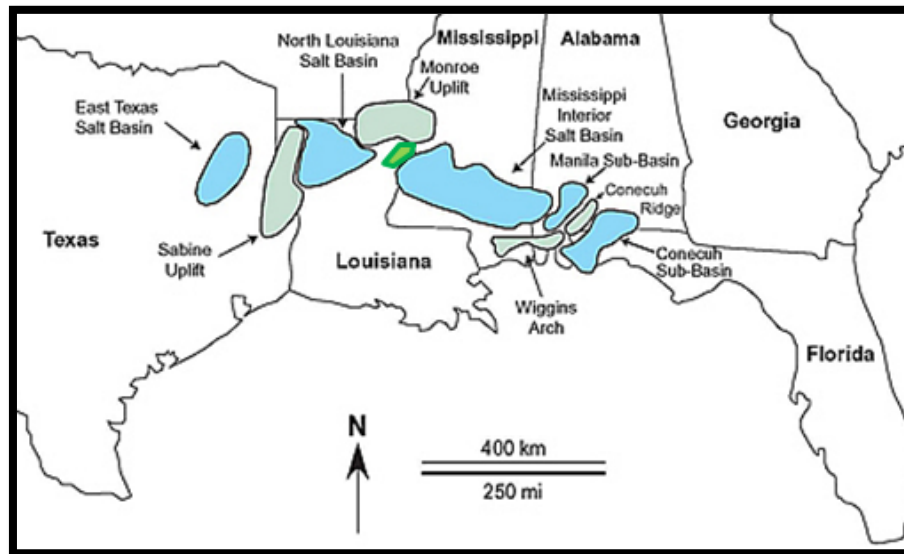 North Louisiana
Salt Basin
Mississippi
Alabama
Monroe
Uplift
East Texas
Salt Basin
Mississippi
Interior
Salt Basin
Georgia
Manila Sub-Basin
Conecuh
Ridge
Texas
Sabine
Uplift
Louisiana
Conecuh
Sub-Basin
Wiggins
Arch
Florida
N
400 km
250 mi